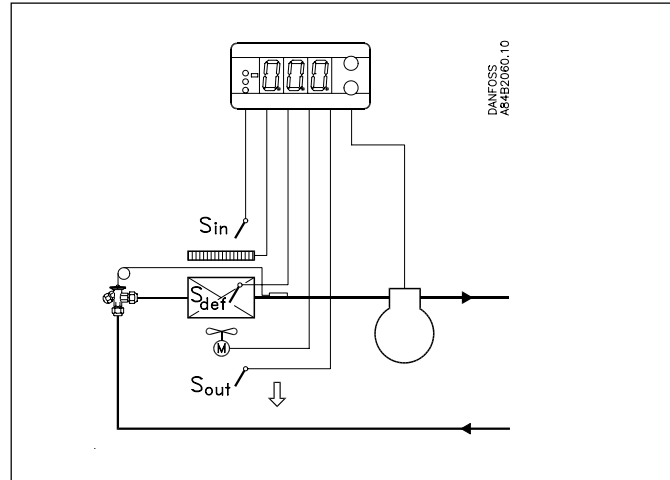 000
DANFOSS
A84B2060.10
Sin
Sdef
M
Sout